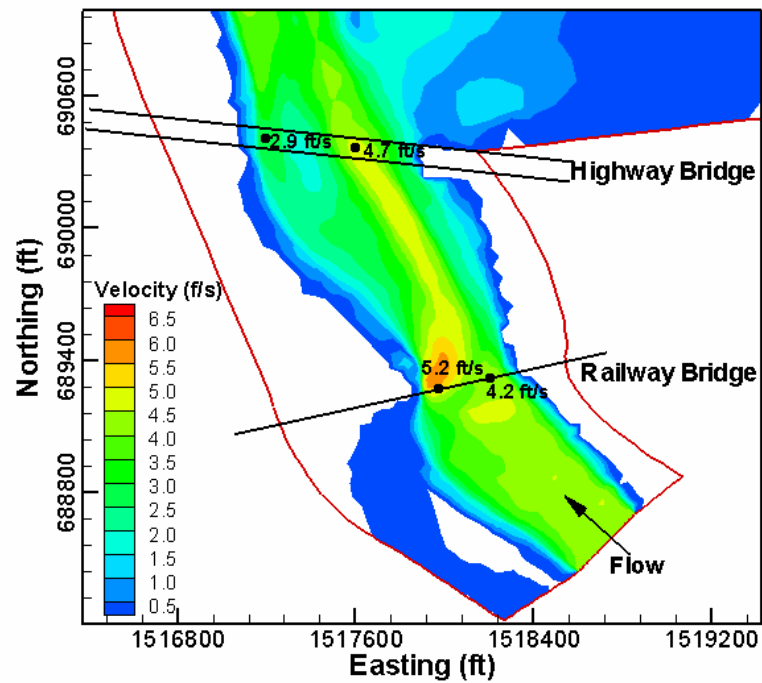 690600
2.9 ft/s
4.7 ft/s
Highway Bridge
690000
Northing (ft)
Velocity (f/s)
6.5
6.0
5.5
5.0
4.5
4.0
3.5
3.0
2.5
2.0
1.5
1.0
0.5
689400
5.2 ft/s
Railway Bridge
4.2 ft/s
688800
Flow
1516800
1517600
1518400
1519200
Easting (ft)